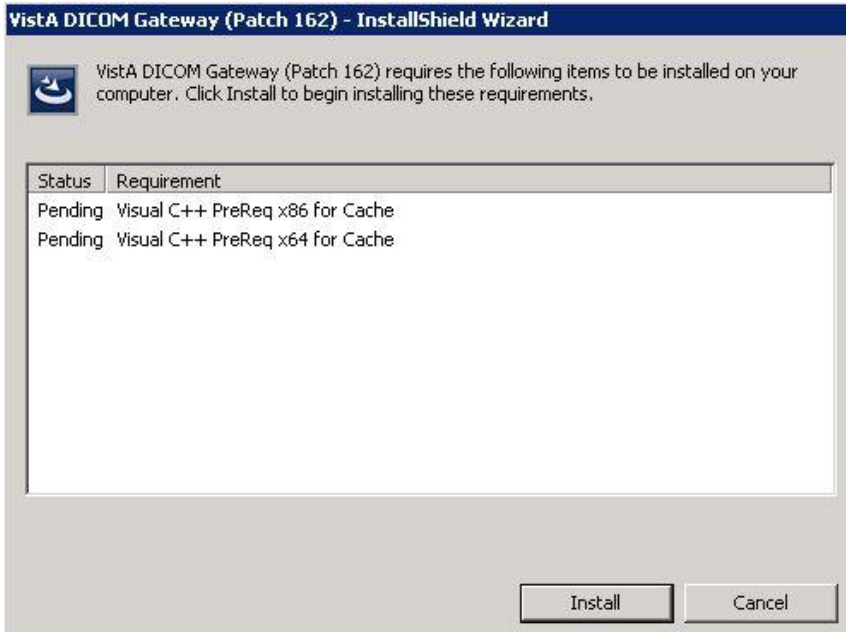 VistA DICOM Gateway (Patch 162) - InstallShield Wizard
VistA DICOM Gateway (Patch 162) requires the following items to be installed on your
computer. Click Install to begin installing these requirements.
Status Requirement
Pending Visual C++ PreReq x86 for Cache
Pending Visual C++ PreReq x64 for Cache
Install Cancel